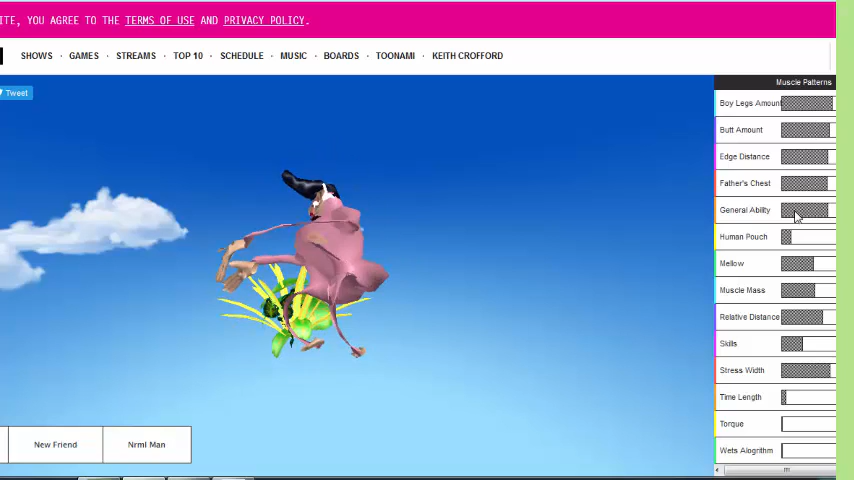 ITE, YOU AGREE TO THE TERMS OF USE AND PRIVACY POLICY.
SHOWS · GAMES · STREAMS · TOP 10 · SCHEDULE · MUSIC · BOARDS · TOONAMI · KEITH CROFFORD
Tweet
Muscle Patterns
Boy Legs Amount
Butt Amount
Edge Distance
Father's Chest
General Ability
Human Pouch
Mellow
Muscle Mass
Relative Distance
Skills
Stress Width
Time Length
Torque
Wets Alogrithm
New Friend
Nrml Man